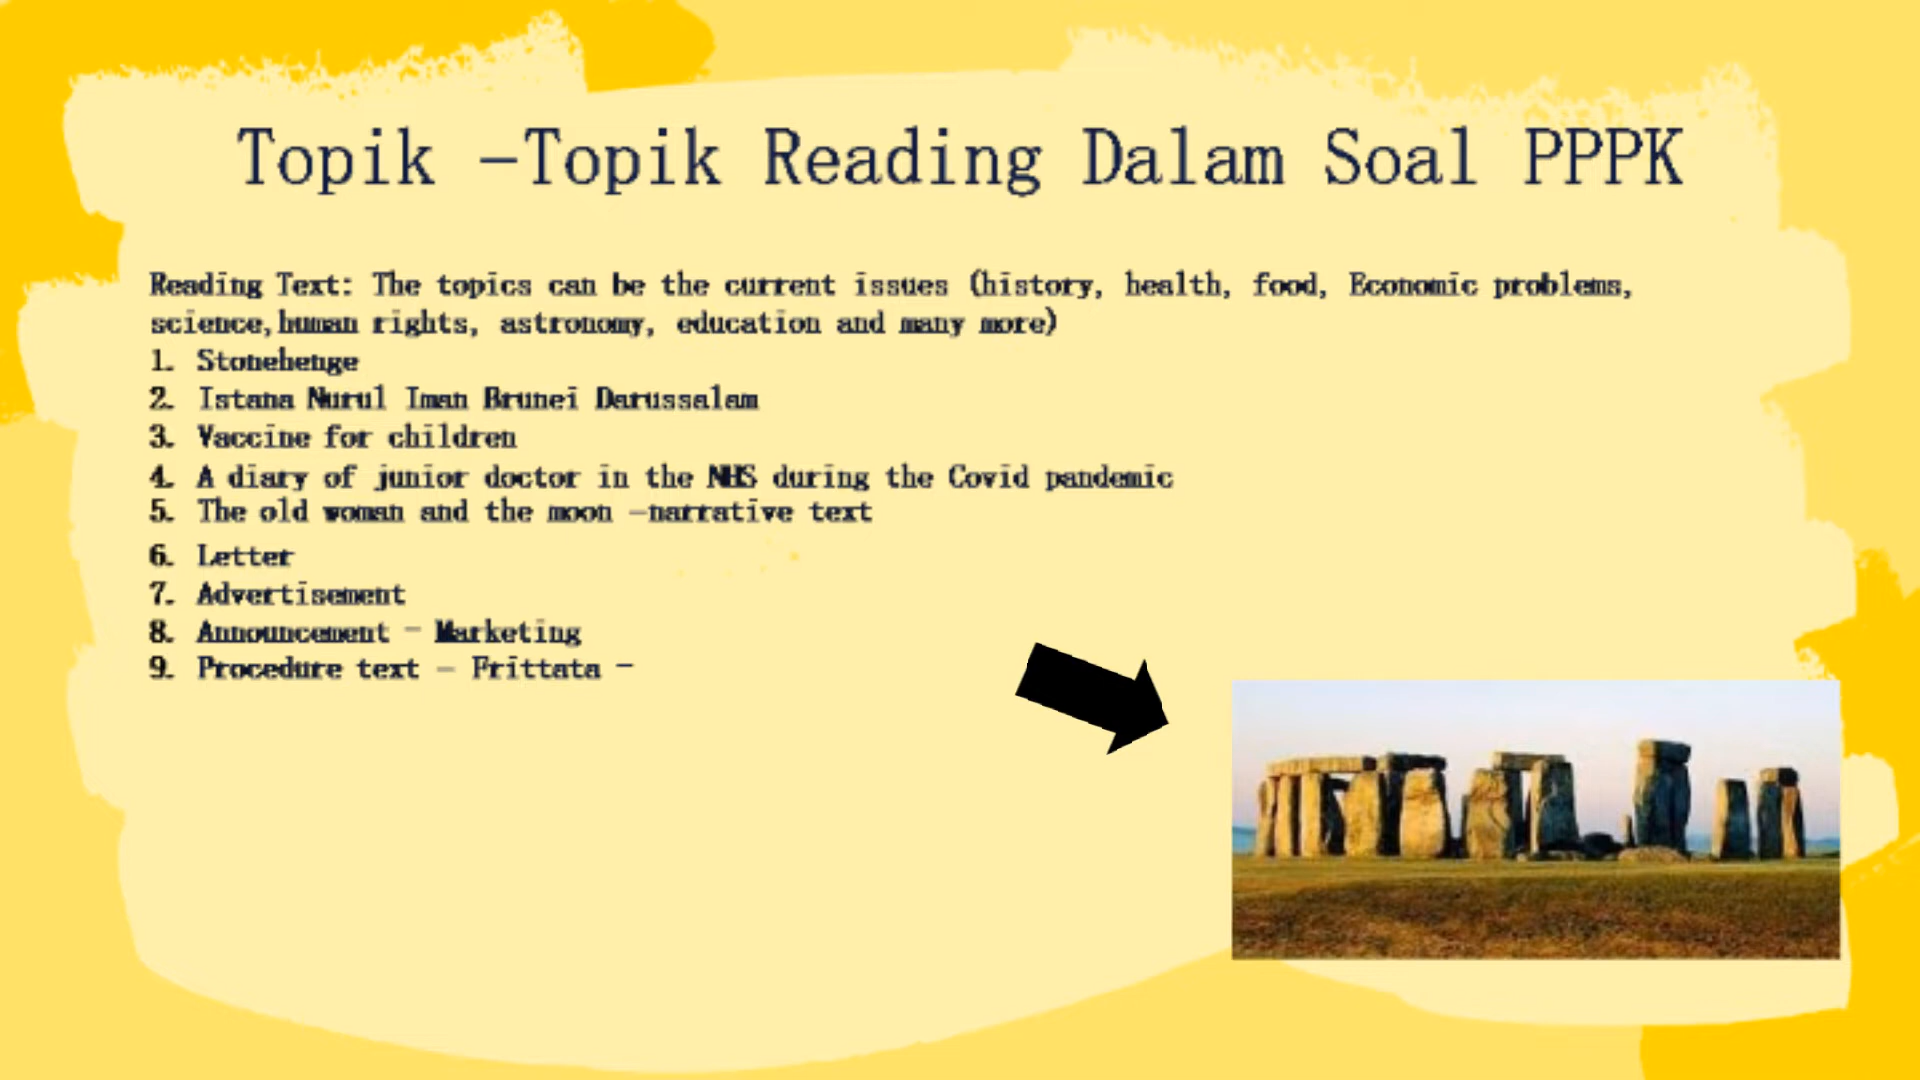 Topik -Topik Reading Dalam Soal PPPK
Reading Text: The topics can be the current issues (history, health, food, Economic problems,
science,human rights, astronomy, education and many more)
1. Stonehenge
2. Istana Nurul Iman Brunei Darussalam
3. Vaccine for children
4. A diary of junior doctor in the NHS during the Covid pandemic
5. The old woman and the moon -narrative text
6. Letter
7. Advertisement
8. Announcement - Marketing
9. Procedure text - Frittata -